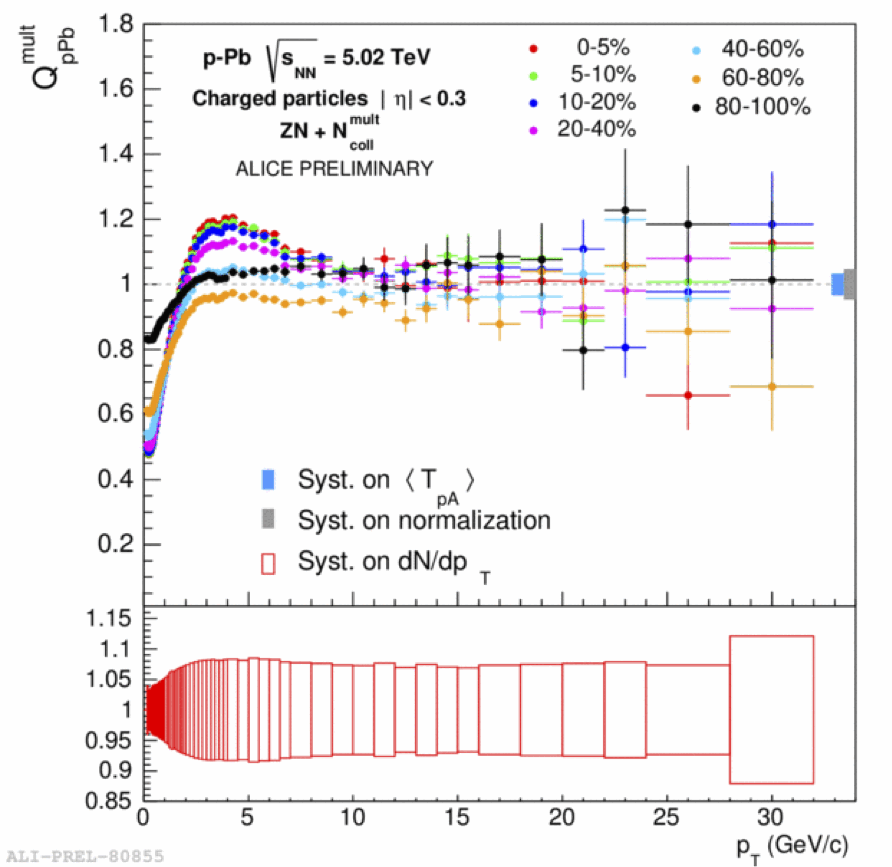 Q_pPb^mult
p-Pb √s_NN = 5.02 TeV
Charged particles | η| < 0.3
ZN + N_coll^mult
ALICE PRELIMINARY
0-5%
5-10%
10-20%
20-40%
40-60%
60-80%
80-100%
1.8
1.6
1.4
1.2
1
0.8
0.6
0.4
0.2
Syst. on ⟨ T_pA ⟩
Syst. on normalization
Syst. on dN/dp_T
1.15
1.1
1.05
1
0.95
0.9
0.85
0 5 10 15 20 25 30
p_T (GeV/c)
ALI-PREL-80855